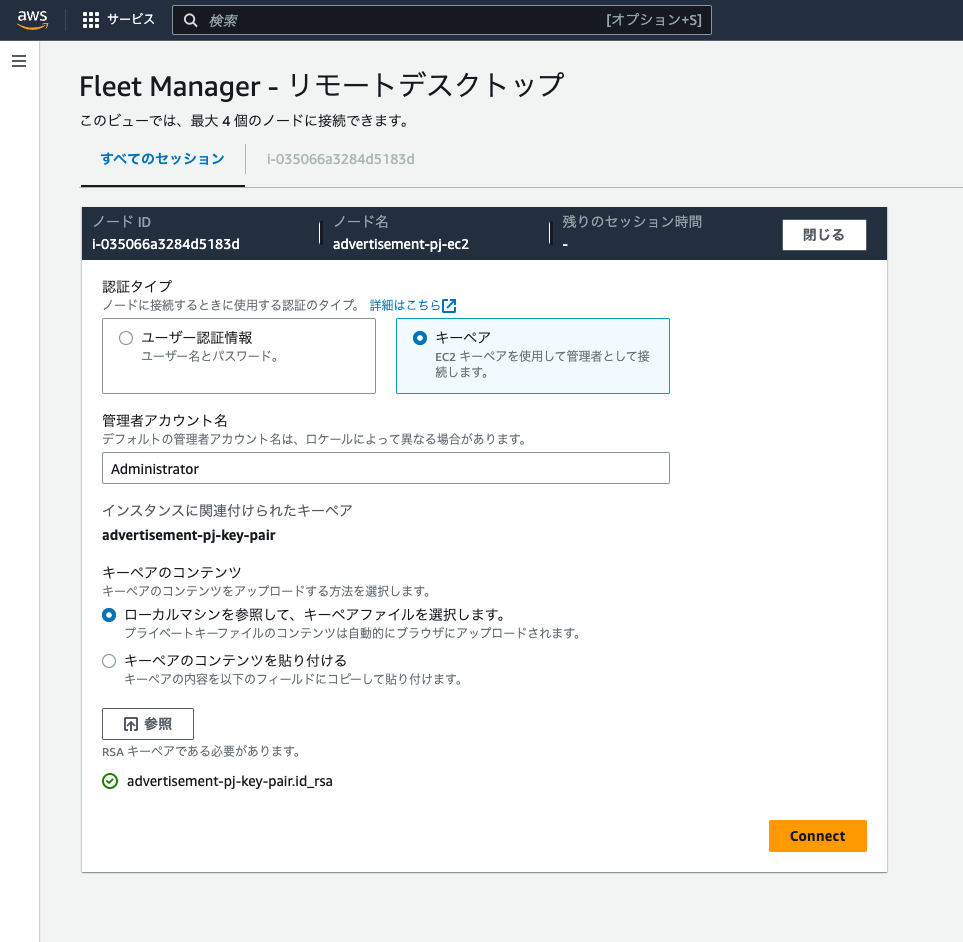 aws
サービス
検索
[オプション+S]
Fleet Manager - リモートデスクトップ
このビューでは、最大 4 個のノードに接続できます。
すべてのセッション
i-035066a3284d5183d
ノード ID
i-035066a3284d5183d
ノード名
advertisement-pj-ec2
残りのセッション時間
-
閉じる
認証タイプ
ノードに接続するときに使用する認証のタイプ。 詳細はこちら
ユーザー認証情報
ユーザー名とパスワード。
キーペア
EC2 キーペアを使用して管理者として接
続します。
管理者アカウント名
デフォルトの管理者アカウント名は、ロケールによって異なる場合があります。
Administrator
インスタンスに関連付けられたキーペア
advertisement-pj-key-pair
キーペアのコンテンツ
キーペアのコンテンツをアップロードする方法を選択します。
ローカルマシンを参照して、キーペアファイルを選択します。
プライベートキーファイルのコンテンツは自動的にブラウザにアップロードされます。
キーペアのコンテンツを貼り付ける
キーペアの内容を以下のフィールドにコピーして貼り付けます。
参照
RSA キーペアである必要があります。
advertisement-pj-key-pair.id_rsa
Connect